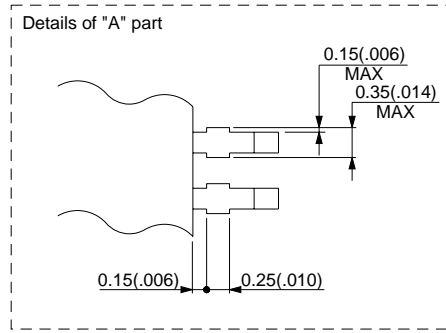 Details of "A" part
0.15(.006)
MAX
0.35(.014)
MAX
0.15(.006)
0.25(.010)